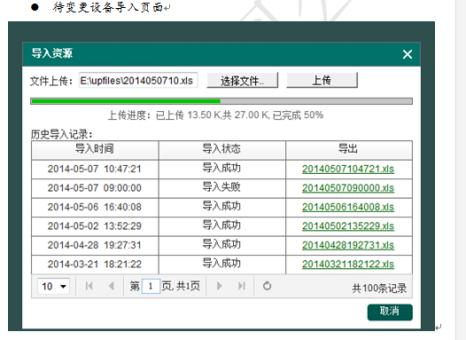 ● 待变更设备导入页面
导入资源
文件上传： E:\upfiles\2014050710.xls 选择文件.. 上传
上传进度：已上传 13.50 K,共 27.00 K, 已完成 50%
历史导入记录：
导入时间 导入状态 导出
2014-05-07 10:47:21 导入成功 20140507104721.xls
2014-05-07 09:00:00 导入失败 20140507090000.xls
2014-05-06 16:40:08 导入成功 20140506164008.xls
2014-05-02 13:52:29 导入成功 20140502135229.xls
2014-04-28 19:27:31 导入成功 20140428192731.xls
2014-03-21 18:21:22 导入成功 20140321182122.xls
10 第 1 页,共1页 共100条记录
取消